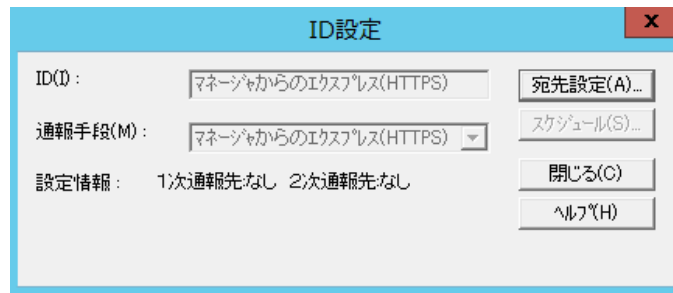 ID設定
x
ID(I) : マネージャからのエクスプレス(HTTPS) 宛先設定(A)...
通報手段(M) : マネージャからのエクスプレス(HTTPS) スケジュール(S)...
設定情報 : 1次通報先:なし 2次通報先:なし 閉じる(C)
ヘルプ(H)